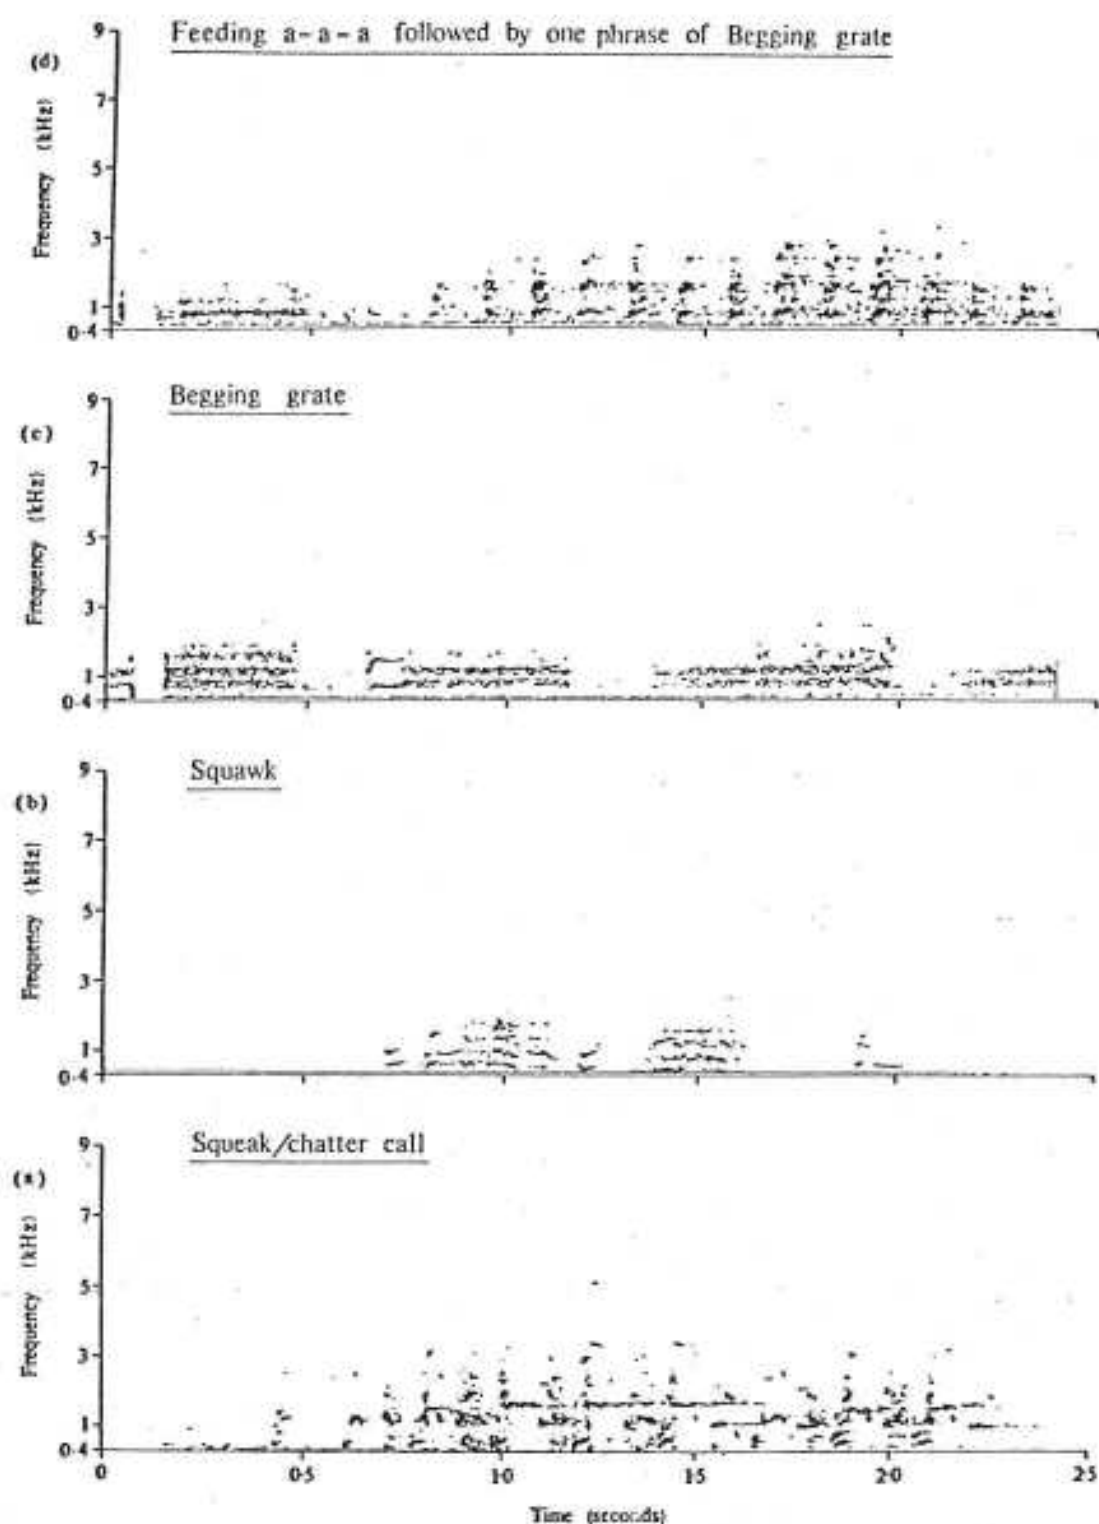 Feeding a-a-a followed by one phrase of Begging grate
(d)
Frequency (kHz)
9
7
5
3
1
0·4
Begging grate
(c)
Frequency (kHz)
9
7
5
3
1
0·4
Squawk
(b)
Frequency (kHz)
9
7
5
3
1
0·4
Squeak/chatter call
(a)
Frequency (kHz)
9
7
5
3
1
0·4
0 0·5 1·0 1·5 2·0 2·5
Time (seconds)